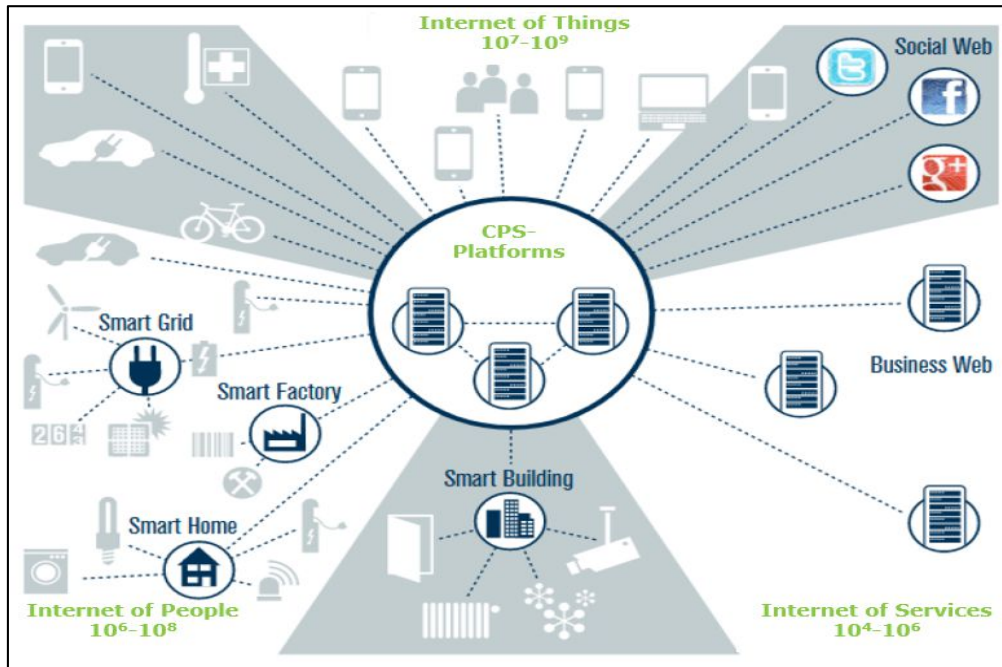 Internet of Things
10⁷-10⁹
Social Web
f
g+
CPS-
Platforms
Smart Grid
Business Web
Smart Factory
Smart Building
Smart Home
Internet of People
10⁶-10⁸
Internet of Services
10⁴-10⁶